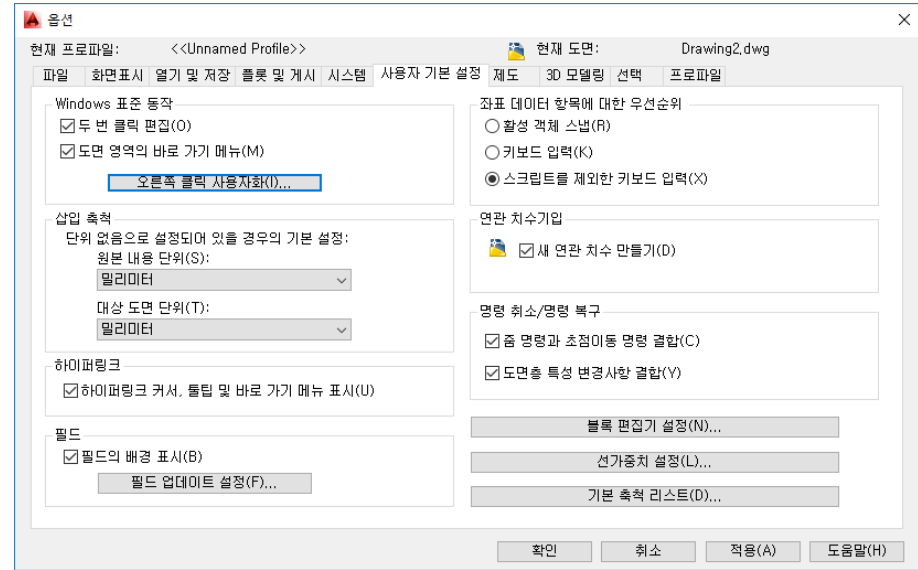 옵션
현재 프로파일: <<Unnamed Profile>> 현재 도면: Drawing2.dwg
파일 화면표시 열기 및 저장 플롯 및 게시 시스템 사용자 기본 설정 제도 3D 모델링 선택 프로파일
Windows 표준 동작
두 번 클릭 편집(O)
도면 영역의 바로 가기 메뉴(M)
오른쪽 클릭 사용자화(I)...
삽입 축척
단위 없음으로 설정되어 있을 경우의 기본 설정:
원본 내용 단위(S):
밀리미터
대상 도면 단위(T):
밀리미터
하이퍼링크
하이퍼링크 커서, 툴팁 및 바로 가기 메뉴 표시(U)
필드
필드의 배경 표시(B)
필드 업데이트 설정(F)...
좌표 데이터 항목에 대한 우선순위
활성 객체 스냅(R)
키보드 입력(K)
스크립트를 제외한 키보드 입력(X)
연관 치수기입
새 연관 치수 만들기(D)
명령 취소/명령 복구
줌 명령과 초점이동 명령 결합(C)
도면층 특성 변경사항 결합(Y)
블록 편집기 설정(N)...
선가중치 설정(L)...
기본 축척 리스트(D)...
확인 취소 적용(A) 도움말(H)